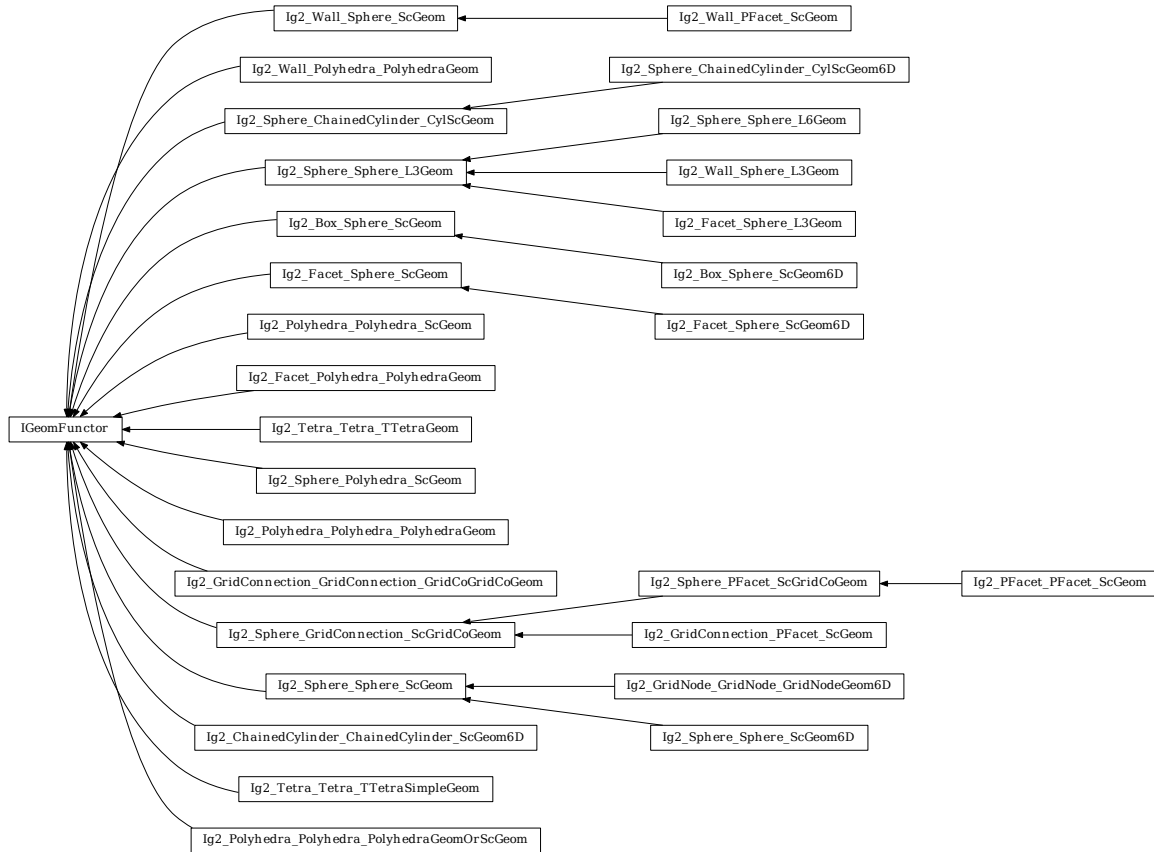 Ig2_Wall_Sphere_ScGeom
Ig2_Wall_PFacet_ScGeom
Ig2_Wall_Polyhedra_PolyhedraGeom
Ig2_Sphere_ChainedCylinder_CylScGeom6D
Ig2_Sphere_ChainedCylinder_CylScGeom
Ig2_Sphere_Sphere_L6Geom
Ig2_Sphere_Sphere_L3Geom
Ig2_Wall_Sphere_L3Geom
Ig2_Facet_Sphere_L3Geom
Ig2_Box_Sphere_ScGeom
Ig2_Box_Sphere_ScGeom6D
Ig2_Facet_Sphere_ScGeom
Ig2_Facet_Sphere_ScGeom6D
Ig2_Polyhedra_Polyhedra_ScGeom
Ig2_Facet_Polyhedra_PolyhedraGeom
IGeomFunctor
Ig2_Tetra_Tetra_TTetraGeom
Ig2_Sphere_Polyhedra_ScGeom
Ig2_Polyhedra_Polyhedra_PolyhedraGeom
Ig2_GridConnection_GridConnection_GridCoGridCoGeom
Ig2_Sphere_PFacet_ScGridCoGeom
Ig2_PFacet_PFacet_ScGeom
Ig2_Sphere_GridConnection_ScGridCoGeom
Ig2_GridConnection_PFacet_ScGeom
Ig2_Sphere_Sphere_ScGeom
Ig2_GridNode_GridNode_GridNodeGeom6D
Ig2_ChainedCylinder_ChainedCylinder_ScGeom6D
Ig2_Sphere_Sphere_ScGeom6D
Ig2_Tetra_Tetra_TTetraSimpleGeom
Ig2_Polyhedra_Polyhedra_PolyhedraGeomOrScGeom